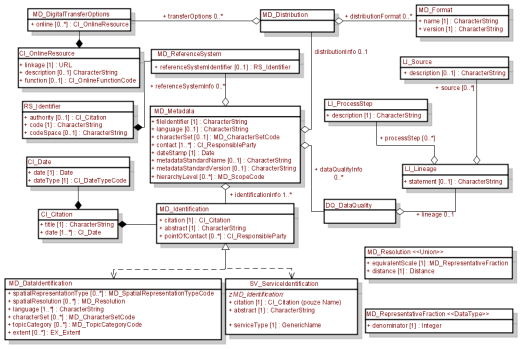 MD_DigitalTransferOptions
+ online [0..*] : CI_OnlineResource
+ transferOptions 0..*
MD_Distribution
+ distributionFormat 0..*
MD_Format
+ name [1] : CharacterString
+ version [1] : CharacterString
CI_OnlineResource
+ linkage [1] : URL
+ description [0..1] CharacterString
+ function [0..1] : CI_OnlineFunctionCode
MD_ReferenceSystem
+ referenceSystemIdentifier [0..1] : RS_Identifier
+ referenceSystemInfo 0..*
distributionInfo 0..1
LI_Source
+ description [0..1] : CharacterString
+ source [0..*]
RS_Identifier
+ authority [0..1] : CI_Citation
+ code [1] : CharacterString
+ codeSpace [0..1] : CharacterString
MD_Metadata
+ fileIdentifier [1] : CharacterString
+ language [0..1] : CharacterString
+ characterSet [0..1] : MD_CharacterSetCode
+ contact [1..*] : CI_ResponsibleParty
+ dateStamp [1] : Date
+ metadataStandardName [0..1] : CharacterString
+ metadataStandardVersion [0..1] : CharacterString
+ hierarchyLevel [0..*] : MD_ScopeCode
LI_ProcessStep
+ description [1] : CharacterString
+ processStep [0..*]
CI_Date
+ date [1] : Date
+ dateType [1] : CI_DateTypeCode
+ dataQualityInfo
0..*
LI_Lineage
+ statement [0..1] : CharacterString
+ identificationInfo 1..*
CI_Citation
+ title [1] : CharacterString
+ date [1..*] : CI_Date
MD_Identification
+ citation [1] : CI_Citation
+ abstract [1] : CharacterString
+ pointOfContact [0..*] : CI_ResponsibleParty
DQ_DataQuality
+ lineage 0..1
MD_Resolution <<Union>>
+ equivalentScale [1] : MD_RepresentativeFraction
+ distance [1] : Distance
MD_DataIdentification
+ spatialRepresentationType [0..*] : MD_SpatialRepresentationTypeCode
+ spatialResolution [0..*] : MD_Resolution
+ language [1..*] : CharacterString
+ characterSet [0..*] : MD_CharacterSetCode
+ topicCategory [0..*] : MD_TopicCategoryCode
+ extent [0..*] : EX_Extent
SV_ServiceIdentification
z MD_Identification
+ citation [1] : CI_Citation (pouze Name)
+ abstract [1] : CharacterString
+ serviceType [1] : GenericName
MD_RepresentativeFraction <<DataType>>
+ denominator [1] : Integer